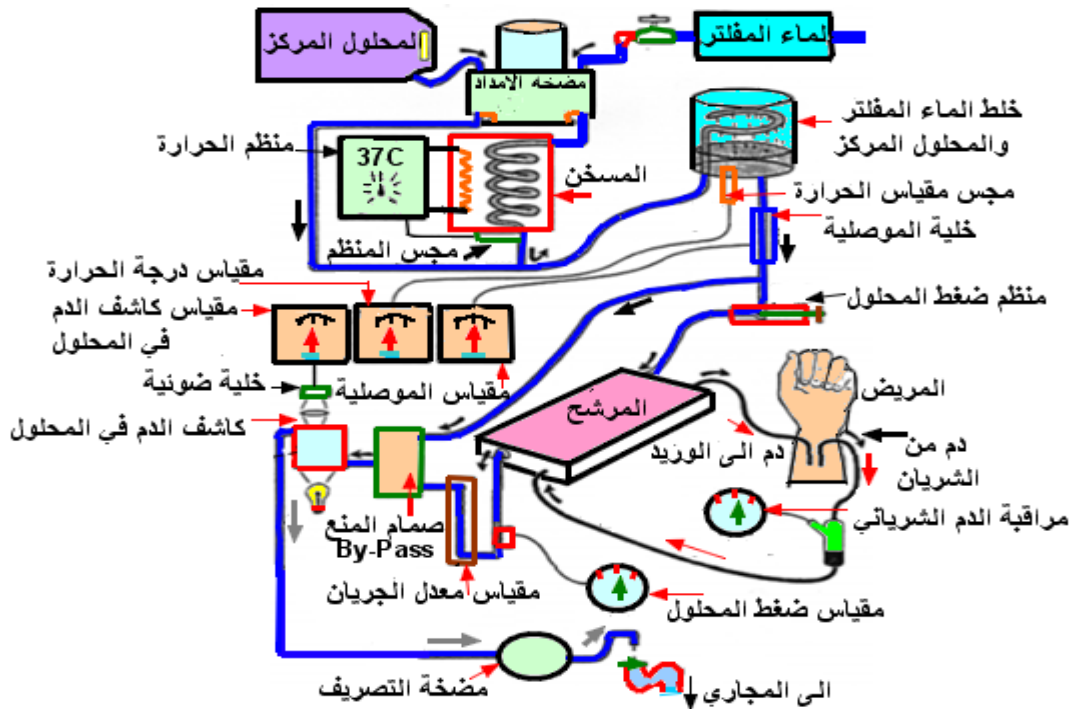 المحلول المركز
لماء المفلتر
مضخه الامداد
خلط الماء المفلتر
والمحلول المركز
منظم الحرارة
37C
المسخن
مجس مقياس الحرارة
خلية الموصلية
مجس المنظم
مقياس درجة الحرارة
مقياس كاشف الدم
في المحلول
منظم ضغط المحلول
خلية ضوئية
مقياس الموصلية
كاشف الدم في المحلول
المرشح
المريض
دم من
الشريان
دم الى الوريد
مراقبة الدم الشرياني
صمام المنع
By-Pass
مقياس معدل الجريان
مقياس ضغط المحلول
مضخة التصريف
الى المجاري